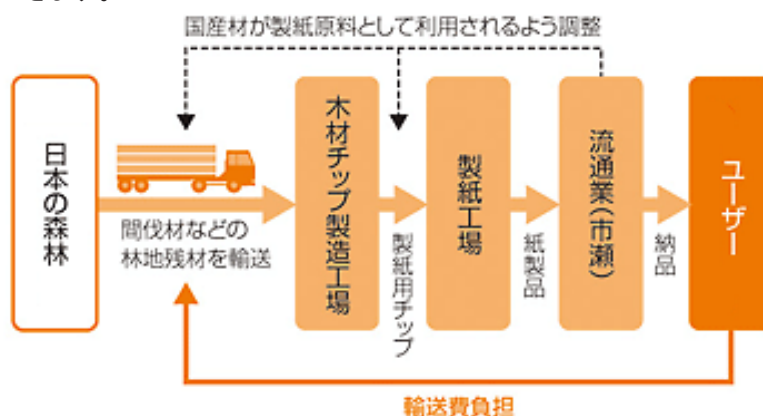 国産材が製紙原料として利用されるよう調整
日本の森林
間伐材などの
林地残材を輸送
木材チップ製造工場
製紙用チップ
製紙工場
紙製品
流通業(市瀬)
納品
ユーザー
輸送費負担